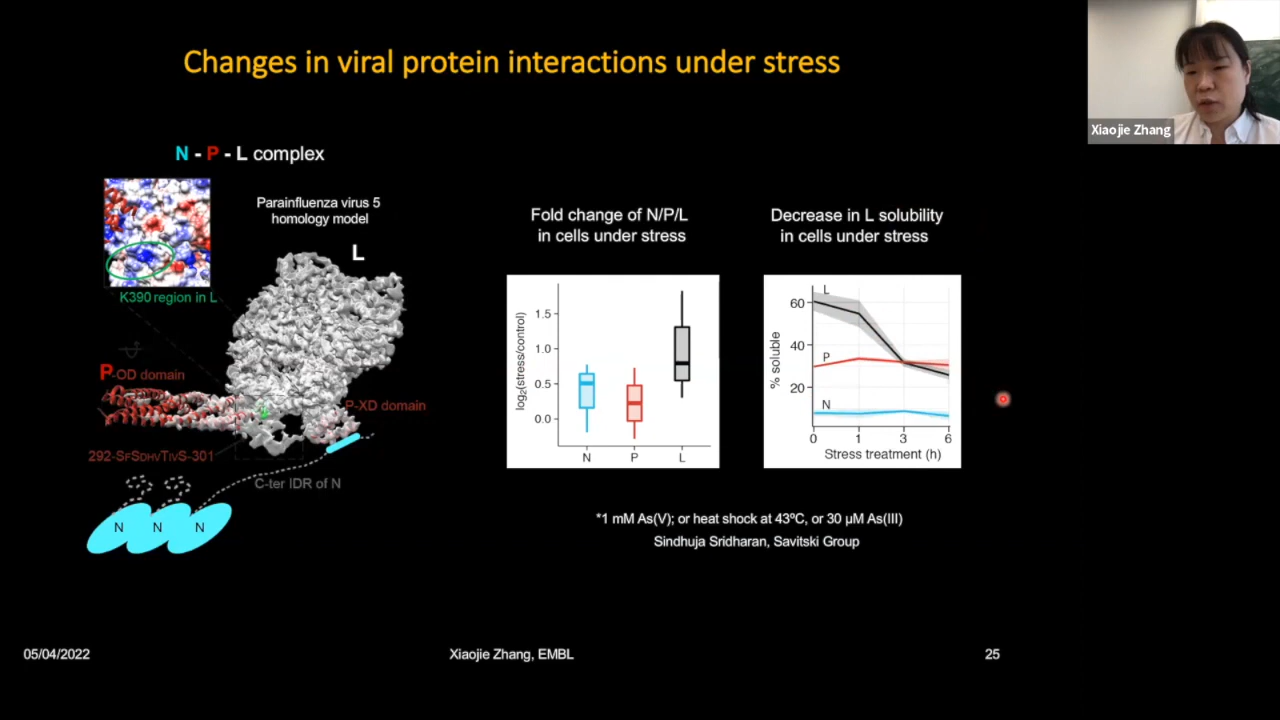 Changes in viral protein interactions under stress
Xiaojie Zhang
N - P - L complex
Parainfluenza virus 5
homology model
L
K390 region in L
P-OD domain
P-XD domain
292-SFSDHVTIVS-301
C-ter IDR of N
N N N
Fold change of N/P/L
in cells under stress
log2(stress/control)
1.5
1.0
0.5
0.0
N P L
Decrease in L solubility
in cells under stress
% soluble
60
40
20
L
P
N
0 1 3 6
Stress treatment (h)
*1 mM As(V); or heat shock at 43ºC, or 30 µM As(III)
Sindhuja Sridharan, Savitski Group
05/04/2022
Xiaojie Zhang, EMBL
25